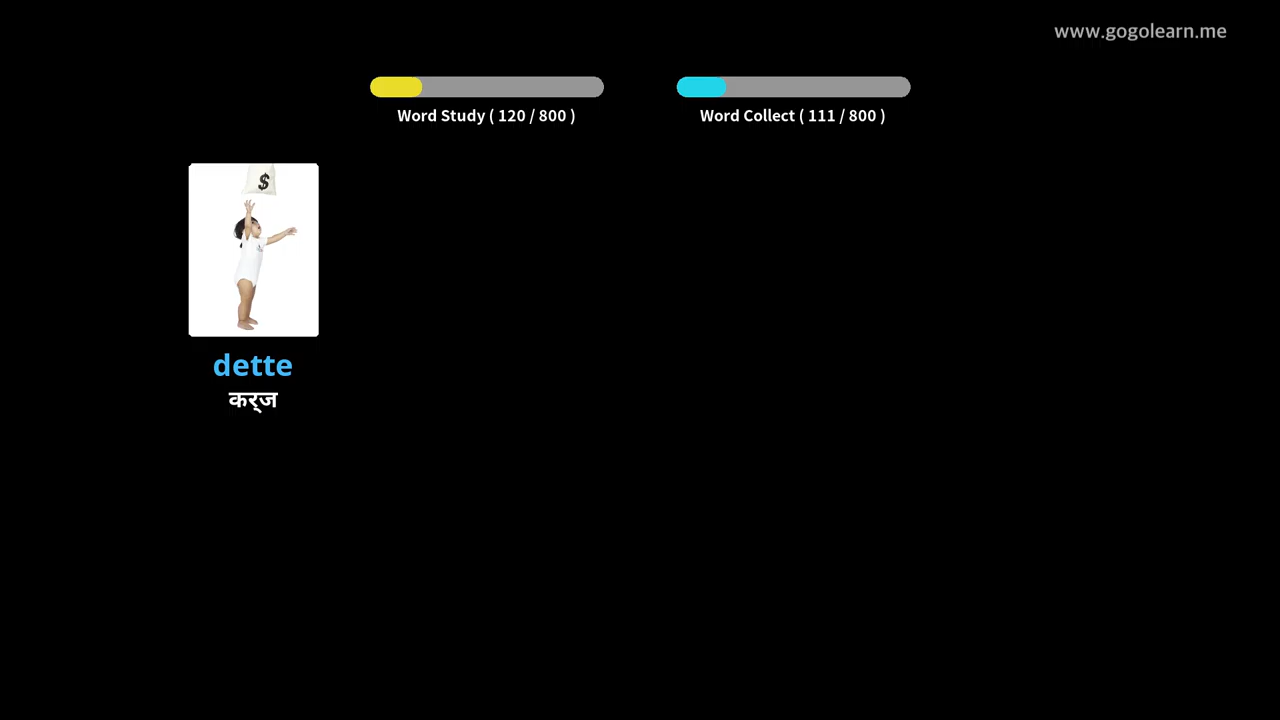 www.gogolearn.me
Word Study ( 120 / 800 )
Word Collect ( 111 / 800 )
$
dette
कर्ज